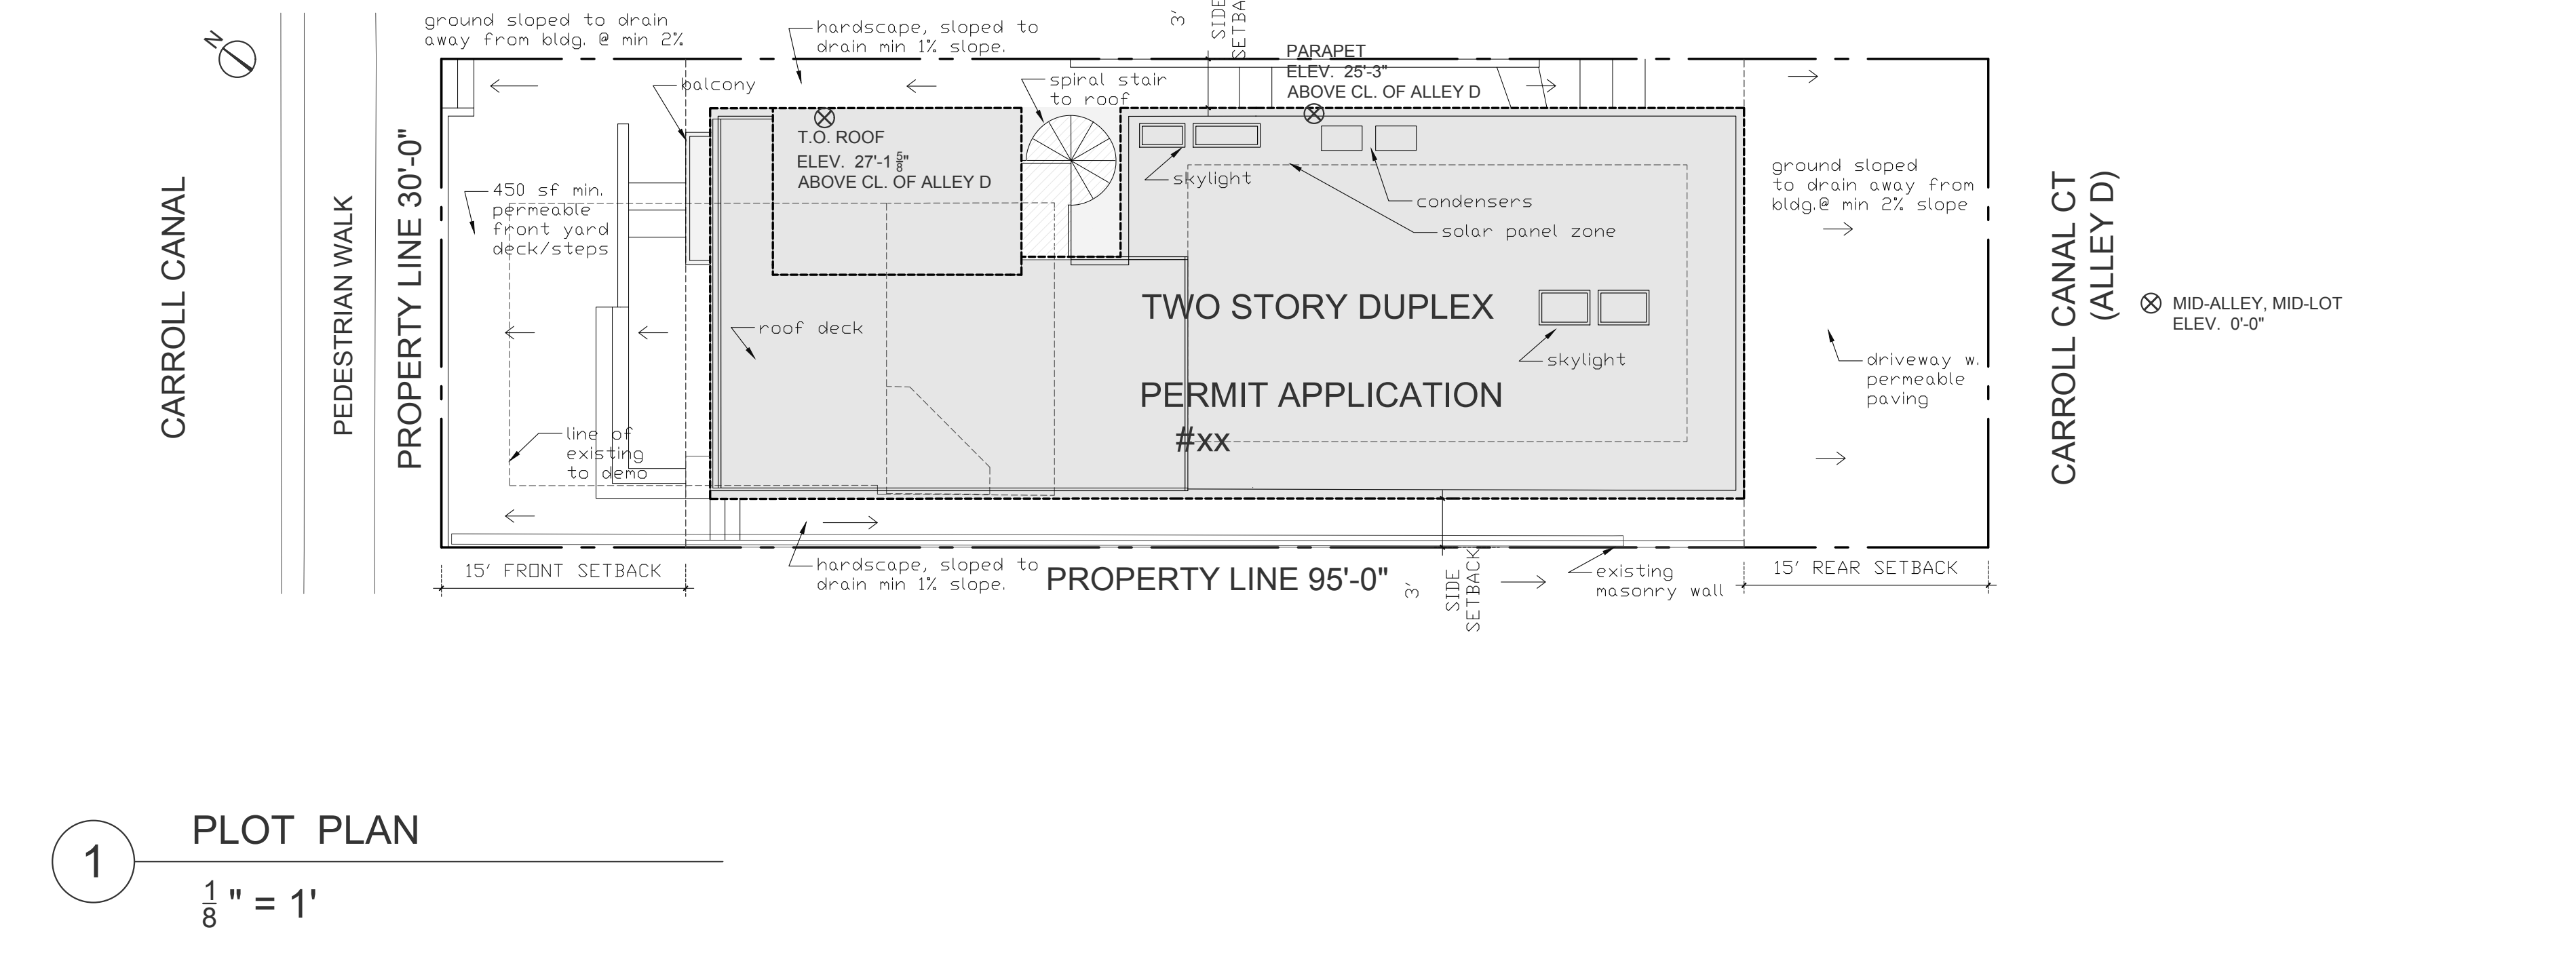 N
ground sloped to drain
away from bldg. @ min 2%
hardscape, sloped to
drain min 1% slope.
3'
SIDE
SETBA
PARAPET
ELEV. 25'-3"
ABOVE CL. OF ALLEY D
balcony
spiral stair
to roof
T.O. ROOF
ELEV. 27'-1 5/8"
ABOVE CL. OF ALLEY D
skylight
condensers
solar panel zone
450 sf min.
permeable
front yard
deck/steps
ground sloped
to drain away from
bldg.@ min 2% slope
CARROLL CANAL
PEDESTRIAN WALK
PROPERTY LINE 30'-0"
roof deck
TWO STORY DUPLEX
PERMIT APPLICATION
#xx
skylight
driveway w.
permeable
paving
CARROLL CANAL CT
(ALLEY D)
MID-ALLEY, MID-LOT
ELEV. 0'-0"
line of
existing
to demo
15' FRONT SETBACK
hardscape, sloped to
drain min 1% slope.
PROPERTY LINE 95'-0"
3'
SIDE
SETBACK
existing
masonry wall
15' REAR SETBACK
1
PLOT PLAN
1/8" = 1'